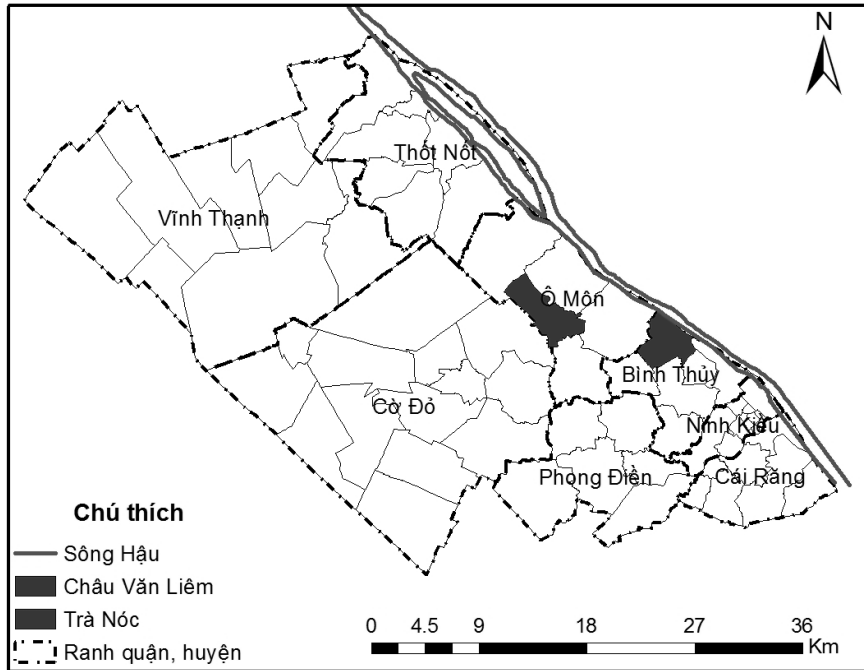 N
Thốt Nốt
Vĩnh Thạnh
Ô Môn
Bình Thủy
Cờ Đỏ
Ninh Kiều
Phong Điền
Cái Răng
Chú thích
Sông Hậu
Châu Văn Liêm
Trà Nóc
Ranh quận, huyện
0 4.5 9 18 27 36
Km